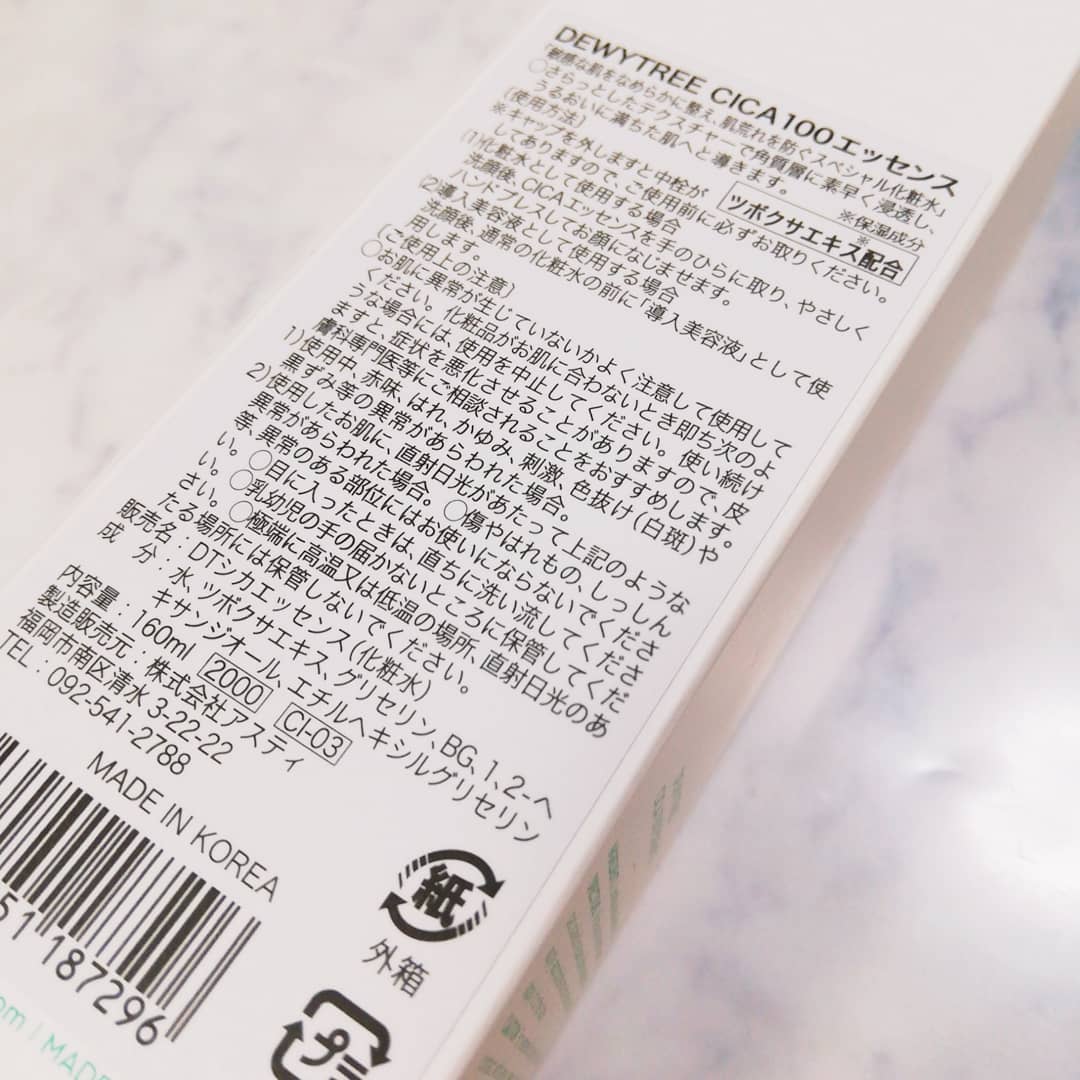 DEWYTREE CICA100エッセンス
「敏感な肌をなめらかに整え、肌荒れを防ぐスペシャル化粧水」
○さらっとしたテクスチャーで角質層に素早く浸透し、
うるおいに満ちた肌へと導きます。 ※保湿成分
(使用方法) ツボクサエキス※配合
※キャップを外しますと中栓が
してありますので、ご使用前に必ずお取りください。
(1)化粧水として使用する場合
洗顔後、CICAエッセンスを手のひらに取り、やさしく
ハンドプレスしてお顔になじませます。
(2)導入美容液として使用する場合
洗顔後、通常の化粧水の前に「導入美容液」として使
用します。
(ご使用上の注意)
○お肌に異常が生じていないかよく注意して使用して
ください。化粧品がお肌に合わないとき即ち次のよ
うな場合には、使用を中止してください。使い続け
ますと、症状を悪化させることがありますので、皮
膚科専門医等にご相談されることをおすすめします。
1)使用中、赤味、はれ、かゆみ、刺激、色抜け(白斑)や
黒ずみ等の異常があらわれた場合。
2)使用したお肌に、直射日光があたって上記のような
異常があらわれた場合。○傷やはれもの、しっしん
等、異常のある部位にはお使いにならないでくださ
い。○目に入ったときは、直ちに洗い流してくださ
い。○乳幼児の手の届かないところに保管してくだ
さい。○極端に高温又は低温の場所、直射日光のあ
たる場所には保管しないでください。
販売名:DTシカエッセンス(化粧水)
成 分:水、ツボクサエキス、グリセリン、BG、1,2-ヘ
キサンジオール、エチルヘキシルグリセリン
内容量:160ml 2000 CI-03
製造販売元:株式会社アスティ
福岡市南区清水 3-22-22
TEL:092-541-2788
MADE IN KOREA
51187296
紙
外箱
プラ
om | MADE